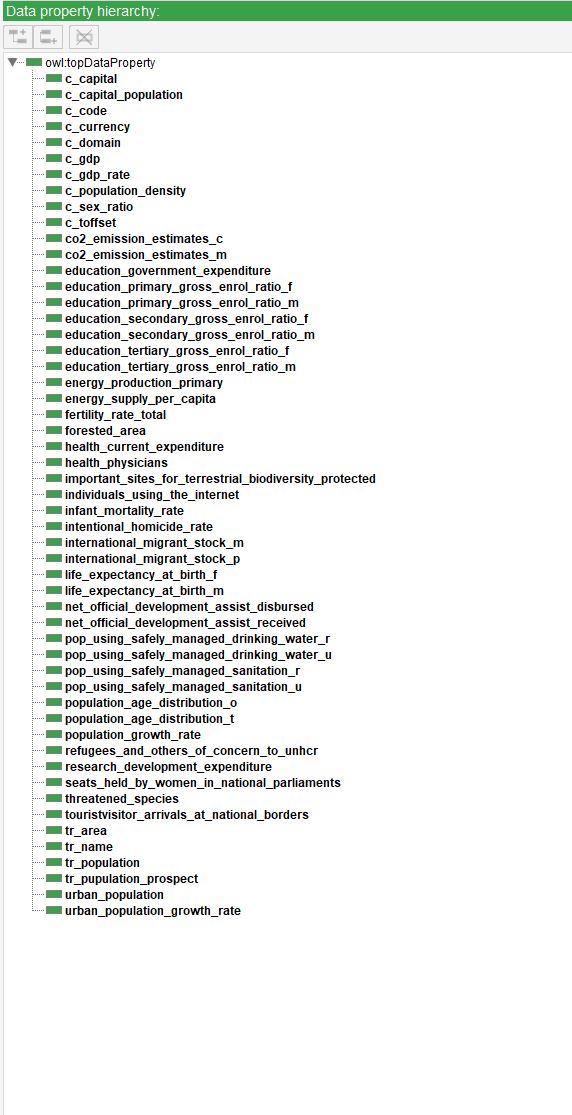 Data property hierarchy:
owl:topDataProperty
c_capital
c_capital_population
c_code
c_currency
c_domain
c_gdp
c_gdp_rate
c_population_density
c_sex_ratio
c_toffset
co2_emission_estimates_c
co2_emission_estimates_m
education_government_expenditure
education_primary_gross_enrol_ratio_f
education_primary_gross_enrol_ratio_m
education_secondary_gross_enrol_ratio_f
education_secondary_gross_enrol_ratio_m
education_tertiary_gross_enrol_ratio_f
education_tertiary_gross_enrol_ratio_m
energy_production_primary
energy_supply_per_capita
fertility_rate_total
forested_area
health_current_expenditure
health_physicians
important_sites_for_terrestrial_biodiversity_protected
individuals_using_the_internet
infant_mortality_rate
intentional_homicide_rate
international_migrant_stock_m
international_migrant_stock_p
life_expectancy_at_birth_f
life_expectancy_at_birth_m
net_official_development_assist_disbursed
net_official_development_assist_received
pop_using_safely_managed_drinking_water_r
pop_using_safely_managed_drinking_water_u
pop_using_safely_managed_sanitation_r
pop_using_safely_managed_sanitation_u
population_age_distribution_o
population_age_distribution_t
population_growth_rate
refugees_and_others_of_concern_to_unhcr
research_development_expenditure
seats_held_by_women_in_national_parliaments
threatened_species
touristvisitor_arrivals_at_national_borders
tr_area
tr_name
tr_population
tr_pupulation_prospect
urban_population
urban_population_growth_rate